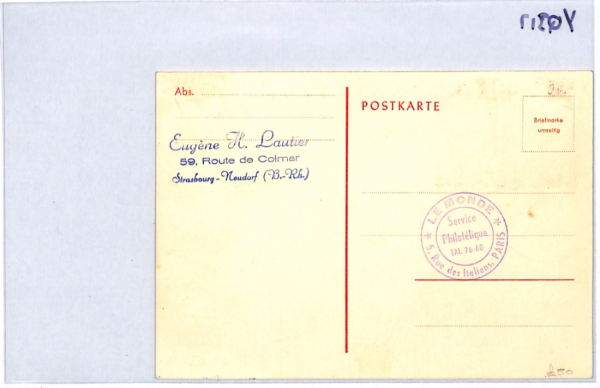 Abs.
POSTKARTE
Briefmarke
umseitig
Eugène H. Lautier
59, Route de Colmar
Strasbourg-Neudorf (B.-Rh.)
★ LE MONDE ★
Service
Philatélique
TAI. 76-60
5, Rue des Italiens, PARIS